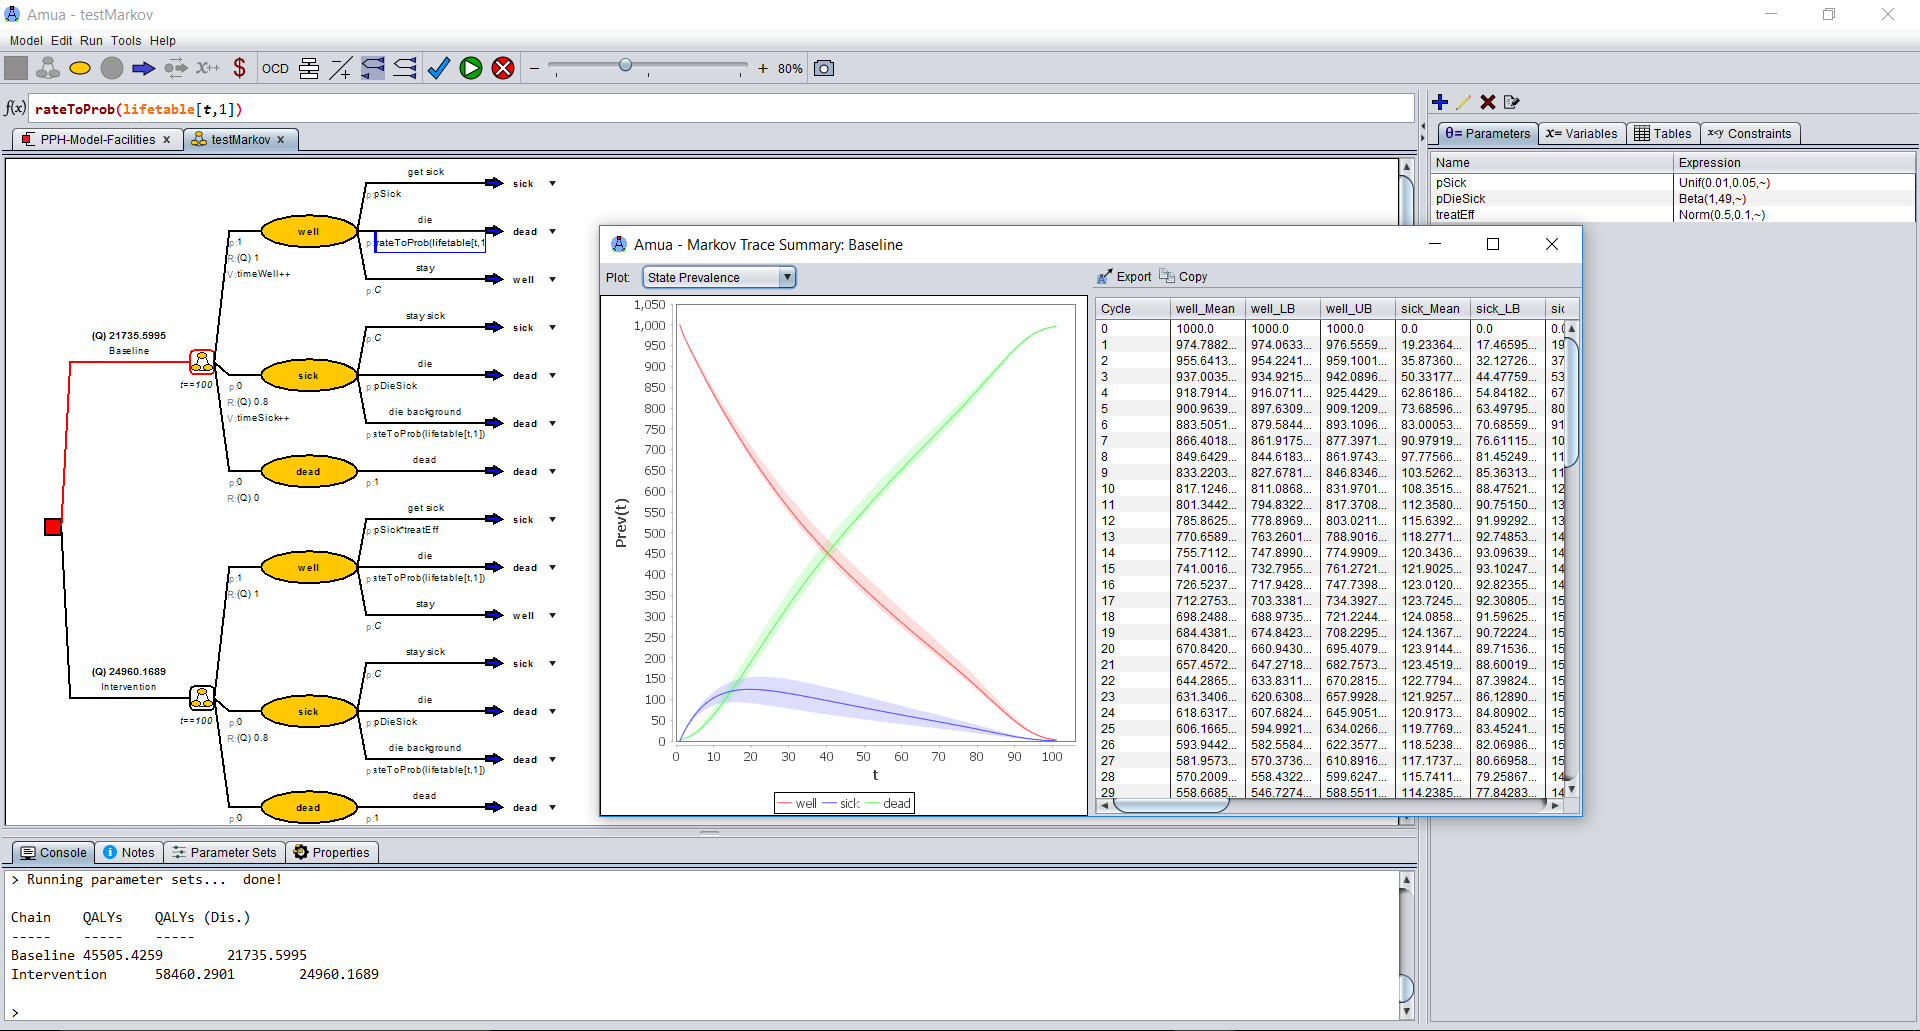 Amua - testMarkov
Model Edit Run Tools Help
x++ $ OCD +/- − + 80%
f(x) rateToProb(lifetable[t,1])
PPH-Model-Facilities x testMarkov x
get sick
p:pSick
sick
die
p:rateToProb(lifetable[t,1
dead
stay
p:C
well
well
p:1
R:(Q) 1
V:timeWell++
(Q) 21735.5995
Baseline
t==100
stay sick
p:C
sick
die
p:pDieSick
dead
die background
p:ateToProb(lifetable[t,1])
dead
sick
p:0
R:(Q) 0.8
V:timeSick++
dead
p:1
dead
dead
p:0
R:(Q) 0
get sick
p:pSick*treatEff
sick
die
p:ateToProb(lifetable[t,1])
dead
stay
p:C
well
well
p:1
R:(Q) 1
(Q) 24960.1689
Intervention
t==100
stay sick
p:C
sick
die
p:pDieSick
dead
die background
p:ateToProb(lifetable[t,1])
dead
sick
p:0
R:(Q) 0.8
dead
p:1
dead
dead
p:0
Amua - Markov Trace Summary: Baseline
Plot: State Prevalence
Export Copy
1,050
1,000
950
900
850
800
750
700
650
600
550
500
450
400
350
300
250
200
150
100
50
0
Prev(t)
0 10 20 30 40 50 60 70 80 90 100
t
well sick dead
Cycle well_Mean well_LB well_UB sick_Mean sick_LB sic
0 1000.0 1000.0 1000.0 0.0 0.0 0.0
1 974.7882... 974.0633... 976.5559... 19.23364... 17.46595... 19
2 955.6413... 954.2241... 959.1001... 35.87360... 32.12726... 37
3 937.0035... 934.9215... 942.0896... 50.33177... 44.47759... 53
4 918.7914... 916.0711... 925.4429... 62.86186... 54.84182... 67
5 900.9639... 897.6309... 909.1209... 73.68596... 63.49795... 80
6 883.5051... 879.5844... 893.1096... 83.00053... 70.68559... 91
7 866.4018... 861.9175... 877.3971... 90.97919... 76.61115... 10
8 849.6429... 844.6183... 861.9743... 97.77566... 81.45249... 11
9 833.2203... 827.6781... 846.8346... 103.5262... 85.36313... 11
10 817.1246... 811.0868... 831.9701... 108.3515... 88.47521... 12
11 801.3442... 794.8322... 817.3708... 112.3580... 90.75150... 13
12 785.8625... 778.8969... 803.0211... 115.6392... 91.99292... 13
13 770.6589... 763.2601... 788.9016... 118.2771... 92.74853... 14
14 755.7112... 747.8990... 774.9909... 120.3436... 93.09639... 14
15 741.0016... 732.7955... 761.2721... 121.9025... 93.10247... 14
16 726.5237... 717.9428... 747.7398... 123.0120... 92.82355... 14
17 712.2753... 703.3381... 734.3927... 123.7245... 92.30805... 15
18 698.2488... 688.9735... 721.2244... 124.0858... 91.59625... 15
19 684.4381... 674.8423... 708.2295... 124.1367... 90.72224... 15
20 670.8420... 660.9430... 695.4079... 123.9144... 89.71536... 15
21 657.4572... 647.2718... 682.7573... 123.4519... 88.60019... 15
22 644.2865... 633.8311... 670.2815... 122.7794... 87.39824... 15
23 631.3406... 620.6308... 657.9928... 121.9257... 86.12890... 15
24 618.6317... 607.6824... 645.9051... 120.9173... 84.80902... 15
25 606.1665... 594.9921... 634.0266... 119.7769... 83.45241... 15
26 593.9442... 582.5584... 622.3577... 118.5238... 82.06986... 15
27 581.9573... 570.3736... 610.8916... 117.1737... 80.66958... 15
28 570.2009... 558.4322... 599.6247... 115.7411... 79.25867... 14
29 558.6685... 546.7274... 588.5511... 114.2385... 77.84283... 14
θ= Parameters x= Variables Tables x<y Constraints
Name Expression
pSick Unif(0.01,0.05,~)
pDieSick Beta(1,49,~)
treatEff Norm(0.5,0.1,~)
Console Notes Parameter Sets Properties
> Running parameter sets... done!
Chain QALYs QALYs (Dis.)
----- ----- -----
Baseline 45505.4259 21735.5995
Intervention 58460.2901 24960.1689
>